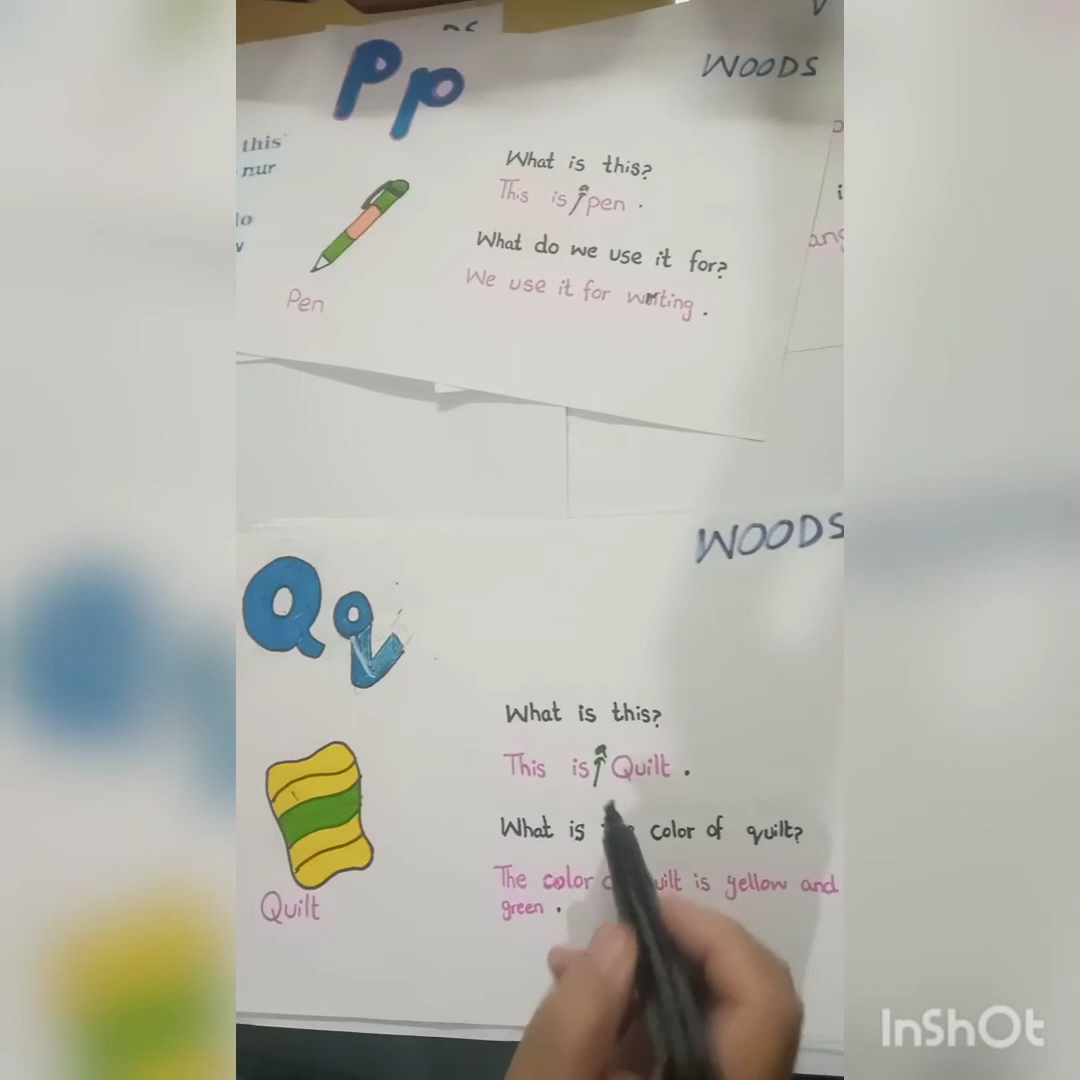 Pp
WOODS
this
nur
What is this?
This is a pen .
Pen
What do we use it for?
We use it for writing .
WOODS
Qq
What is this?
This is a Quilt .
What is color of quilt?
The color is yellow and
green .
Quilt
InShOt